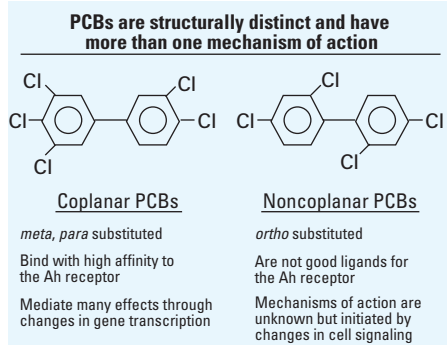 PCBs are structurally distinct and have
more than one mechanism of action
Cl
Cl
Cl
Cl
Cl
Coplanar PCBs
meta, para substituted
Bind with high affinity to
the Ah receptor
Mediate many effects through
changes in gene transcription
Cl
Cl
Cl
Cl
Noncoplanar PCBs
ortho substituted
Are not good ligands for
the Ah receptor
Mechanisms of action are
unknown but initiated by
changes in cell signaling